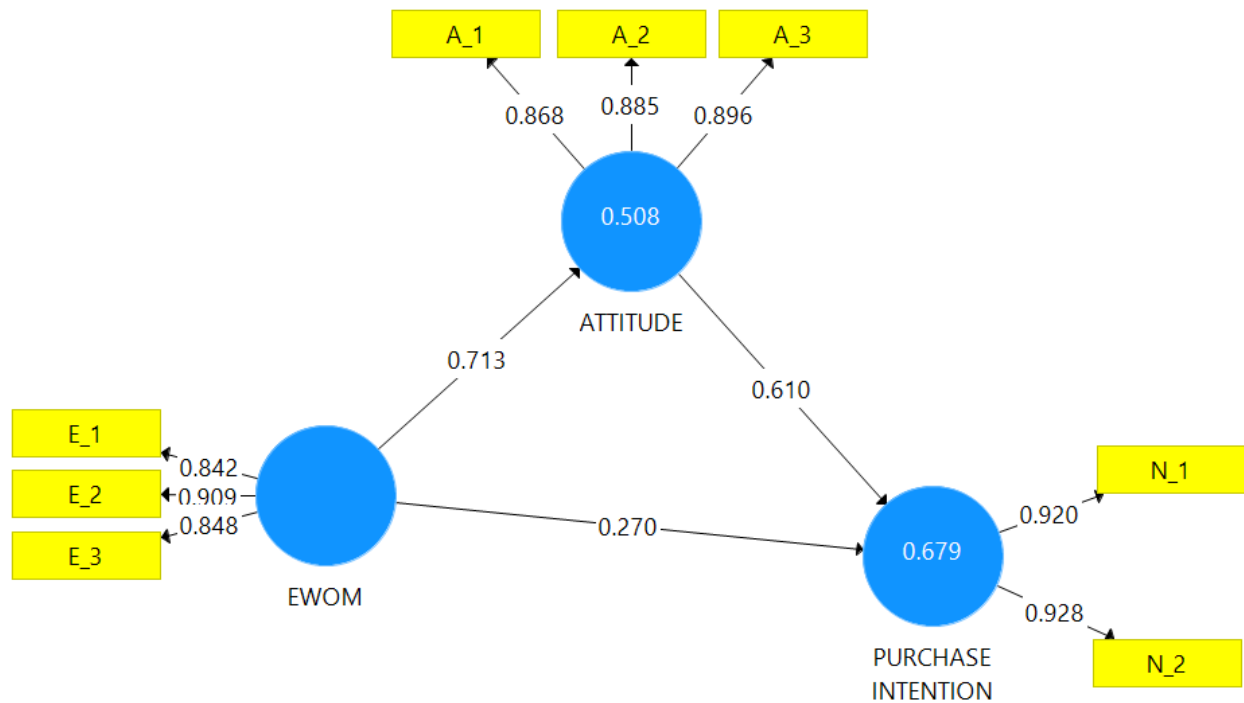 A_1
A_2
A_3
0.868
0.885
0.896
0.508
ATTITUDE
0.713
0.610
E_1
E_2
E_3
0.842
0.909
0.848
EWOM
0.270
0.679
PURCHASE
INTENTION
0.920
0.928
N_1
N_2